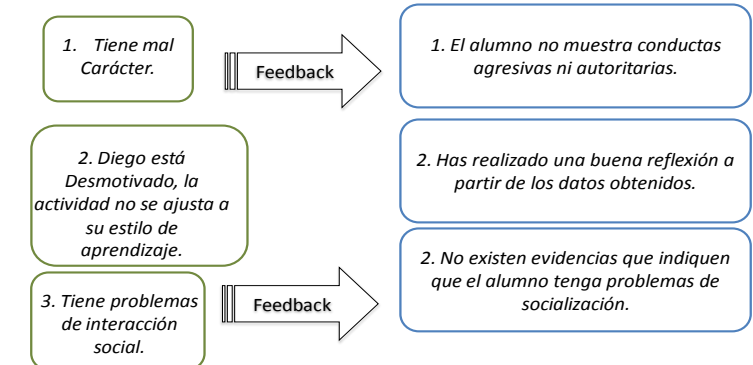 1. Tiene mal
Carácter.
Feedback
1. El alumno no muestra conductas
agresivas ni autoritarias.
2. Diego está
Desmotivado, la
actividad no se ajusta a
su estilo de
aprendizaje.
2. Has realizado una buena reflexión a
partir de los datos obtenidos.
3. Tiene problemas
de interacción
social.
Feedback
2. No existen evidencias que indiquen
que el alumno tenga problemas de
socialización.